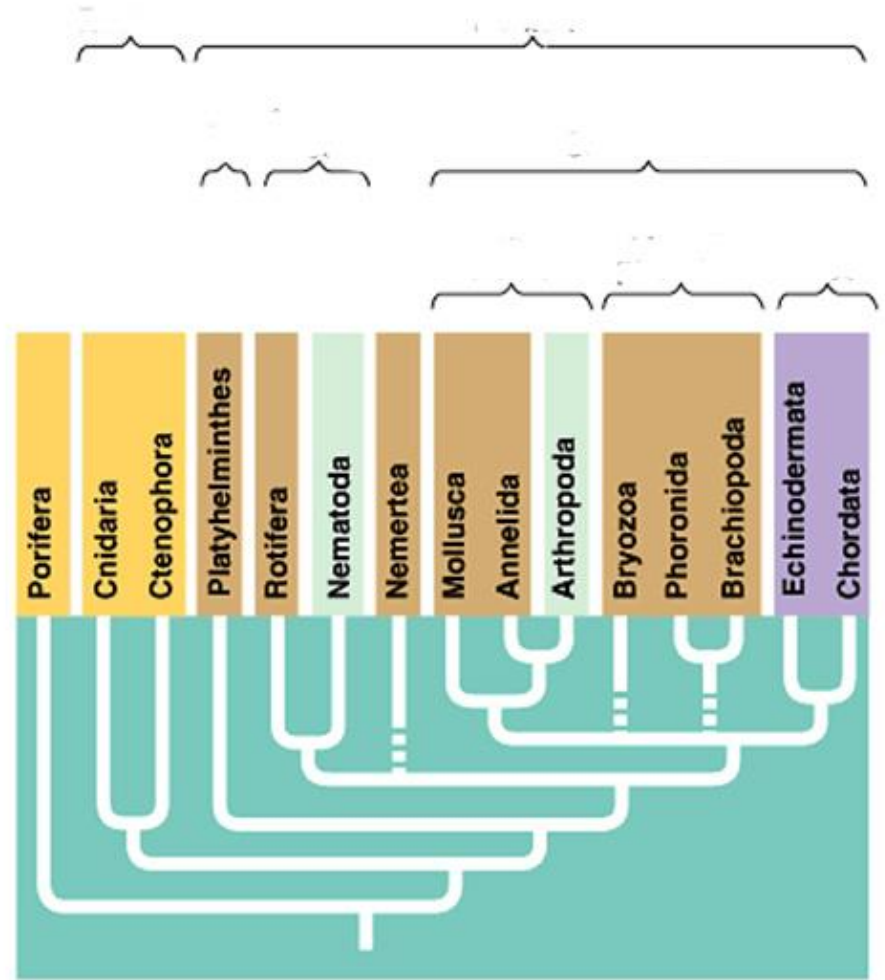 Porifera
Cnidaria
Ctenophora
Platyhelminthes
Rotifera
Nematoda
Nemertea
Mollusca
Annelida
Arthropoda
Bryozoa
Phoronida
Brachiopoda
Echinodermata
Chordata